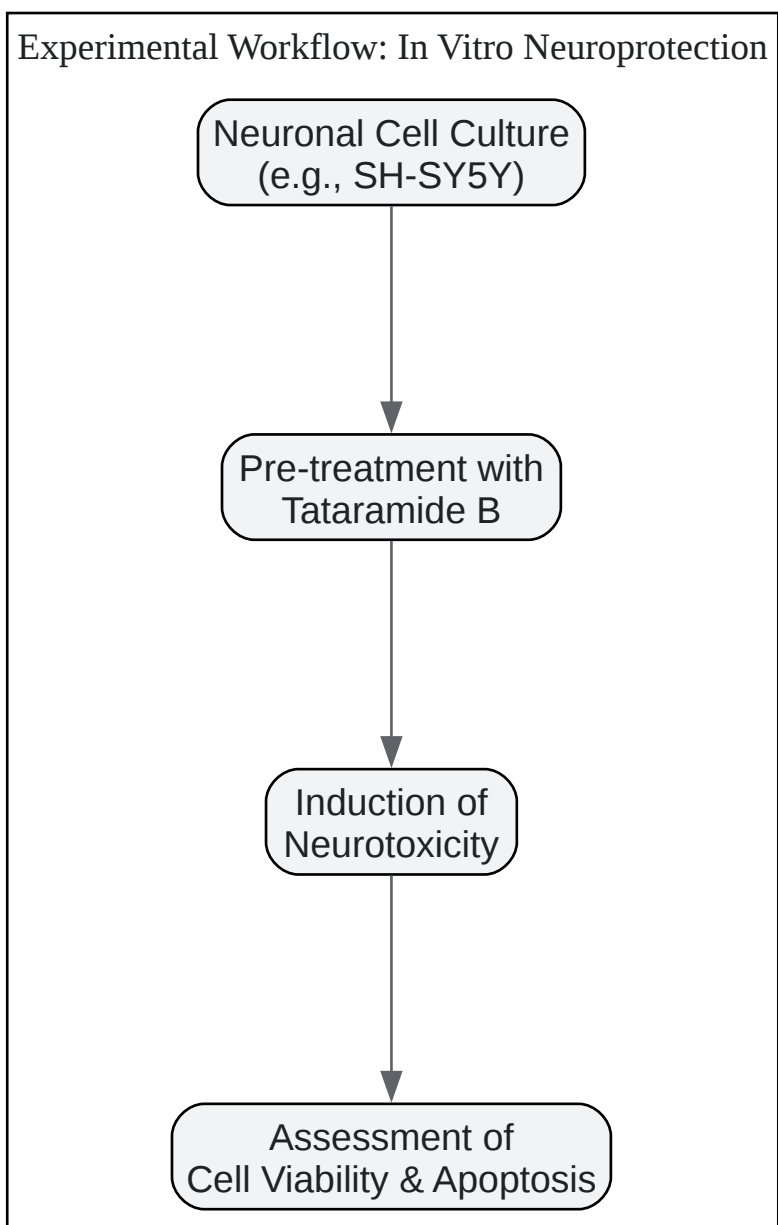 Experimental Workflow: In Vitro Neuroprotection
Neuronal Cell Culture
(e.g., SH-SY5Y)
Pre-treatment with
Tataramide B
Induction of
Neurotoxicity
Assessment of
Cell Viability & Apoptosis